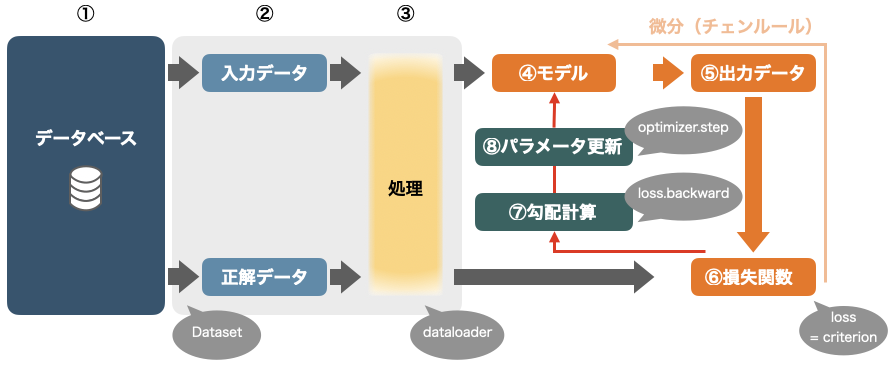 ①
②
③
微分（チェンルール）
データベース
入力データ
処理
④モデル
⑤出力データ
⑧パラメータ更新
optimizer.step
⑦勾配計算
loss.backward
正解データ
⑥損失関数
Dataset
dataloader
loss
= criterion